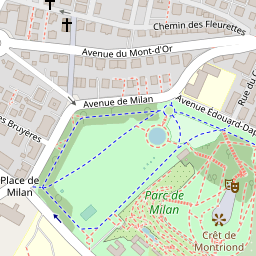 Chemin des Fleurettes
Avenue du Mont-d'Or
Avenue de Milan
Avenue Édouard-Dap
Rue du C
es Bruyères
Place de
Milan
Parc de
Milan
Crêt de
Montriond